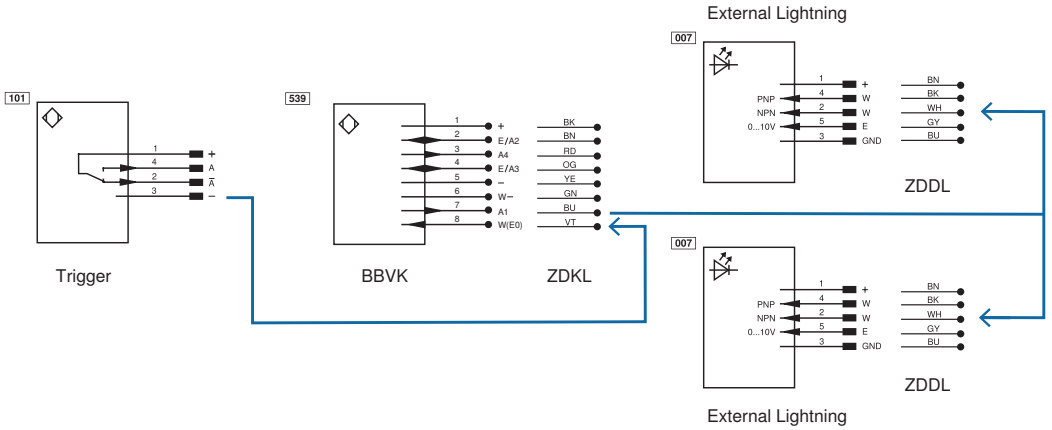 External Lightning
007
1 + BN
PNP 4 W BK
NPN 2 W WH
0...10V 5 E GY
3 GND BU
ZDDL
101
1 +
4 A
2 A̅
3 –
Trigger
539
1 + BK
2 E/A2 BN
3 A4 RD
4 E/A3 OG
5 – YE
6 W– GN
7 A1 BU
8 W(E0) VT
BBVK
ZDKL
007
1 + BN
PNP 4 W BK
NPN 2 W WH
0...10V 5 E GY
3 GND BU
ZDDL
External Lightning